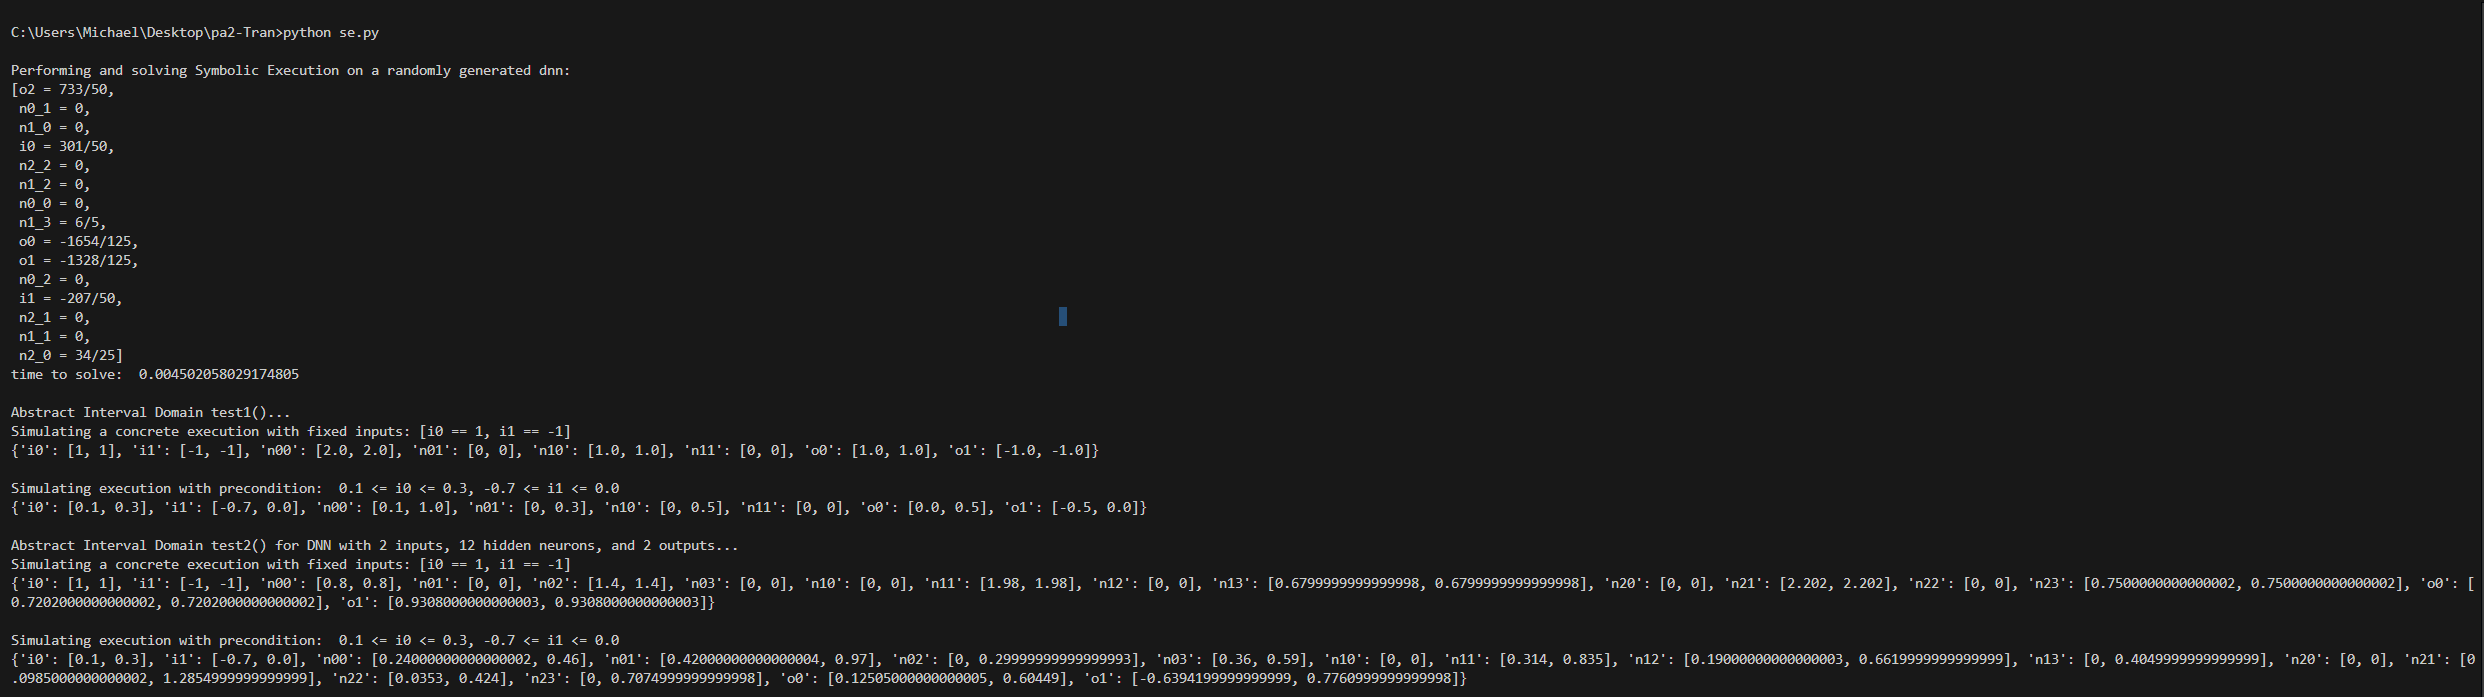 C:\Users\Michael\Desktop\pa2-Tran>python se.py
Performing and solving Symbolic Execution on a randomly generated dnn:
[o2 = 733/50,
 n0_1 = 0,
 n1_0 = 0,
 i0 = 301/50,
 n2_2 = 0,
 n1_2 = 0,
 n0_0 = 0,
 n1_3 = 6/5,
 o0 = -1654/125,
 o1 = -1328/125,
 n0_2 = 0,
 i1 = -207/50,
 n2_1 = 0,
 n1_1 = 0,
 n2_0 = 34/25]
time to solve:  0.004502058029174805
Abstract Interval Domain test1()...
Simulating a concrete execution with fixed inputs: [i0 == 1, i1 == -1]
{'i0': [1, 1], 'i1': [-1, -1], 'n00': [2.0, 2.0], 'n01': [0, 0], 'n10': [1.0, 1.0], 'n11': [0, 0], 'o0': [1.0, 1.0], 'o1': [-1.0, -1.0]}
Simulating execution with precondition:  0.1 <= i0 <= 0.3, -0.7 <= i1 <= 0.0
{'i0': [0.1, 0.3], 'i1': [-0.7, 0.0], 'n00': [0.1, 1.0], 'n01': [0, 0.3], 'n10': [0, 0.5], 'n11': [0, 0], 'o0': [0.0, 0.5], 'o1': [-0.5, 0.0]}
Abstract Interval Domain test2() for DNN with 2 inputs, 12 hidden neurons, and 2 outputs...
Simulating a concrete execution with fixed inputs: [i0 == 1, i1 == -1]
{'i0': [1, 1], 'i1': [-1, -1], 'n00': [0.8, 0.8], 'n01': [0, 0], 'n02': [1.4, 1.4], 'n03': [0, 0], 'n10': [0, 0], 'n11': [1.98, 1.98], 'n12': [0, 0], 'n13': [0.6799999999999998, 0.6799999999999998], 'n20': [0, 0], 'n21': [2.202, 2.202], 'n22': [0, 0], 'n23': [0.7500000000000002, 0.7500000000000002], 'o0': [
0.7202000000000002, 0.7202000000000002], 'o1': [0.9308000000000003, 0.9308000000000003]}
Simulating execution with precondition:  0.1 <= i0 <= 0.3, -0.7 <= i1 <= 0.0
{'i0': [0.1, 0.3], 'i1': [-0.7, 0.0], 'n00': [0.24000000000000002, 0.46], 'n01': [0.42000000000000004, 0.97], 'n02': [0, 0.29999999999999993], 'n03': [0.36, 0.59], 'n10': [0, 0], 'n11': [0.314, 0.835], 'n12': [0.19000000000000003, 0.6619999999999999], 'n13': [0, 0.4049999999999999], 'n20': [0, 0], 'n21': [0
.0985000000000002, 1.2854999999999999], 'n22': [0.0353, 0.424], 'n23': [0, 0.7074999999999998], 'o0': [0.12505000000000005, 0.60449], 'o1': [-0.6394199999999999, 0.7760999999999998]}